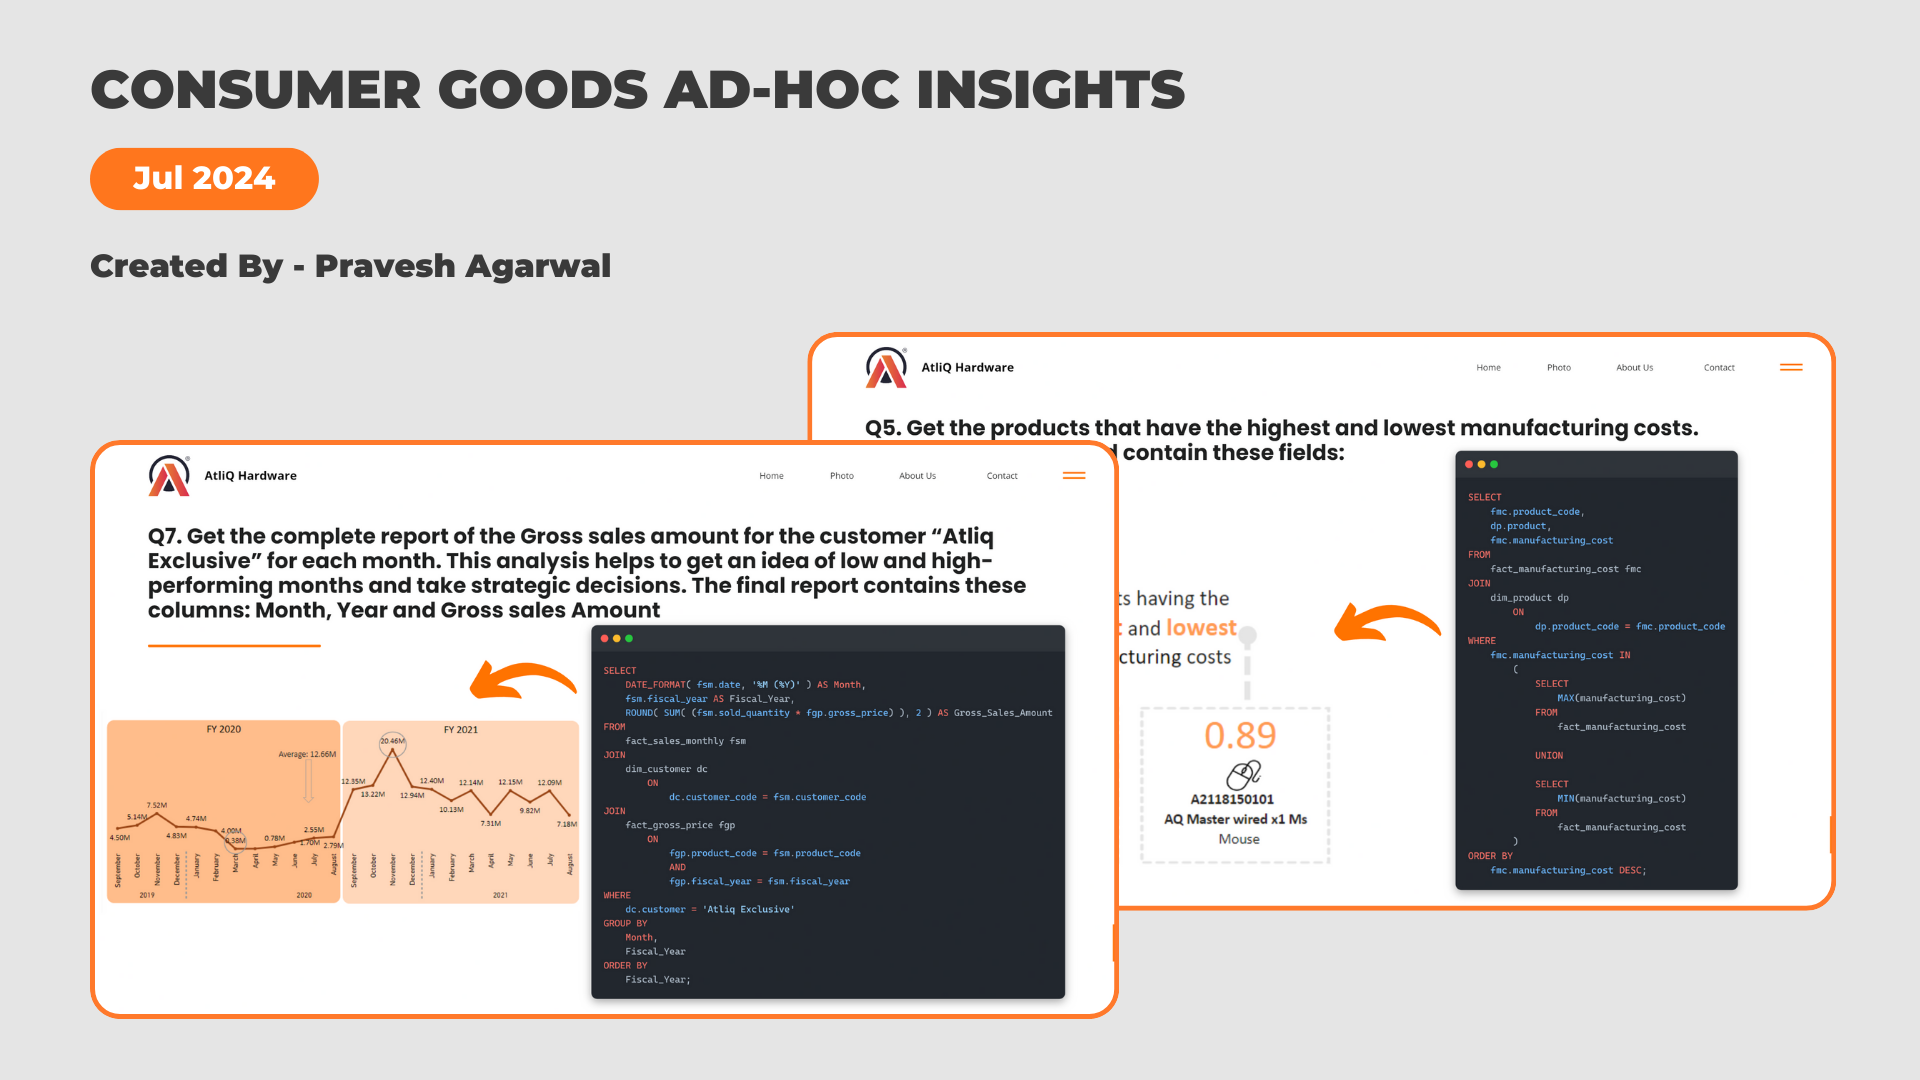 CONSUMER GOODS AD-HOC INSIGHTS
Jul 2024
Created By - Pravesh Agarwal
AtliQ Hardware
Home Photo About Us Contact
Q5. Get the products that have the highest and lowest manufacturing costs.
contain these fields:
having the
and lowest
cturing costs
0.89
A2118150101
AQ Master wired x1 Ms
Mouse
SELECT
fmc.product_code,
dp.product,
fmc.manufacturing_cost
FROM
fact_manufacturing_cost fmc
JOIN
dim_product dp
ON
dp.product_code = fmc.product_code
WHERE
fmc.manufacturing_cost IN
(
SELECT
MAX(manufacturing_cost)
FROM
fact_manufacturing_cost
UNION
SELECT
MIN(manufacturing_cost)
FROM
fact_manufacturing_cost
)
ORDER BY
fmc.manufacturing_cost DESC;
AtliQ Hardware
Home Photo About Us Contact
Q7. Get the complete report of the Gross sales amount for the customer “Atliq
Exclusive” for each month. This analysis helps to get an idea of low and high-
performing months and take strategic decisions. The final report contains these
columns: Month, Year and Gross sales Amount
FY 2020
FY 2021
Average: 12.66M
4.50M
5.14M
7.52M
4.83M
4.74M
4.00M
0.38M
0.78M
1.70M
2.55M
2.79M
12.35M
13.22M
20.46M
12.94M
12.40M
10.13M
12.14M
7.31M
12.15M
9.82M
12.09M
7.18M
September
October
November
December
January
February
March
April
May
June
July
August
September
October
November
December
January
February
March
April
May
June
July
August
2019
2020
2021
SELECT
DATE_FORMAT( fsm.date, '%M (%Y)' ) AS Month,
fsm.fiscal_year AS Fiscal_Year,
ROUND( SUM( (fsm.sold_quantity * fgp.gross_price) ), 2 ) AS Gross_Sales_Amount
FROM
fact_sales_monthly fsm
JOIN
dim_customer dc
ON
dc.customer_code = fsm.customer_code
JOIN
fact_gross_price fgp
ON
fgp.product_code = fsm.product_code
AND
fgp.fiscal_year = fsm.fiscal_year
WHERE
dc.customer = 'Atliq Exclusive'
GROUP BY
Month,
Fiscal_Year
ORDER BY
Fiscal_Year;